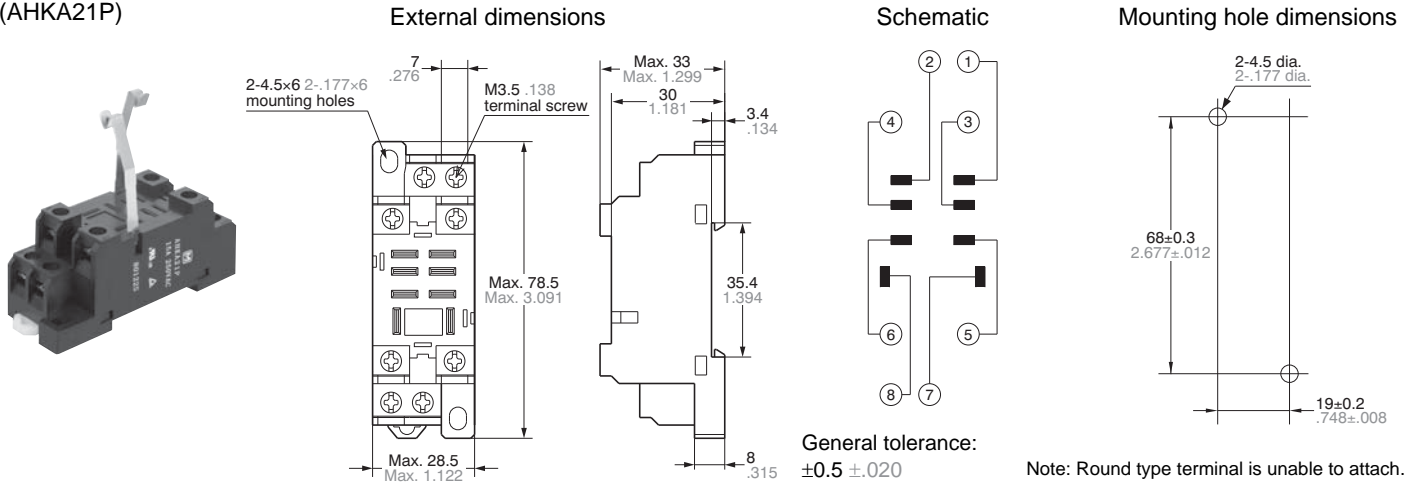 (AHKA21P)
External dimensions
Schematic
Mounting hole dimensions
2-4.5×6 2-.177×6
mounting holes
7
.276
M3.5 .138
terminal screw
Max. 78.5
Max. 3.091
Max. 28.5
Max. 1.122
Max. 33
Max. 1.299
30
1.181
3.4
.134
35.4
1.394
8
.315
2 1
4 3
6 5
8 7
General tolerance:
±0.5 ±.020
2-4.5 dia.
2-.177 dia.
68±0.3
2.677±.012
19±0.2
.748±.008
Note: Round type terminal is unable to attach.
AHKA21P
15A 250VAC